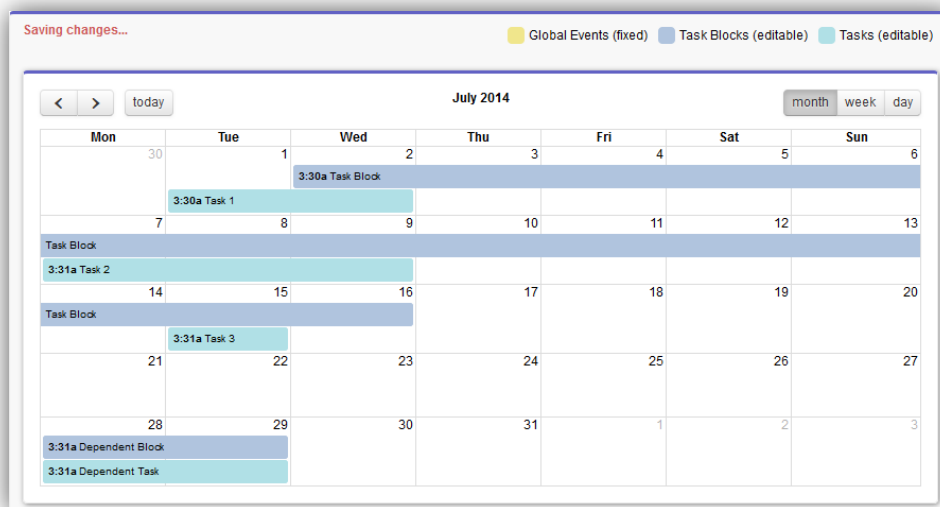 Saving changes...
Global Events (fixed) Task Blocks (editable) Tasks (editable)
today July 2014 month week day
Mon Tue Wed Thu Fri Sat Sun
30 1 2 3 4 5 6
3:30a Task Block
3:30a Task 1
7 8 9 10 11 12 13
Task Block
3:31a Task 2
14 15 16 17 18 19 20
Task Block
3:31a Task 3
21 22 23 24 25 26 27
28 29 30 31 1 2 3
3:31a Dependent Block
3:31a Dependent Task